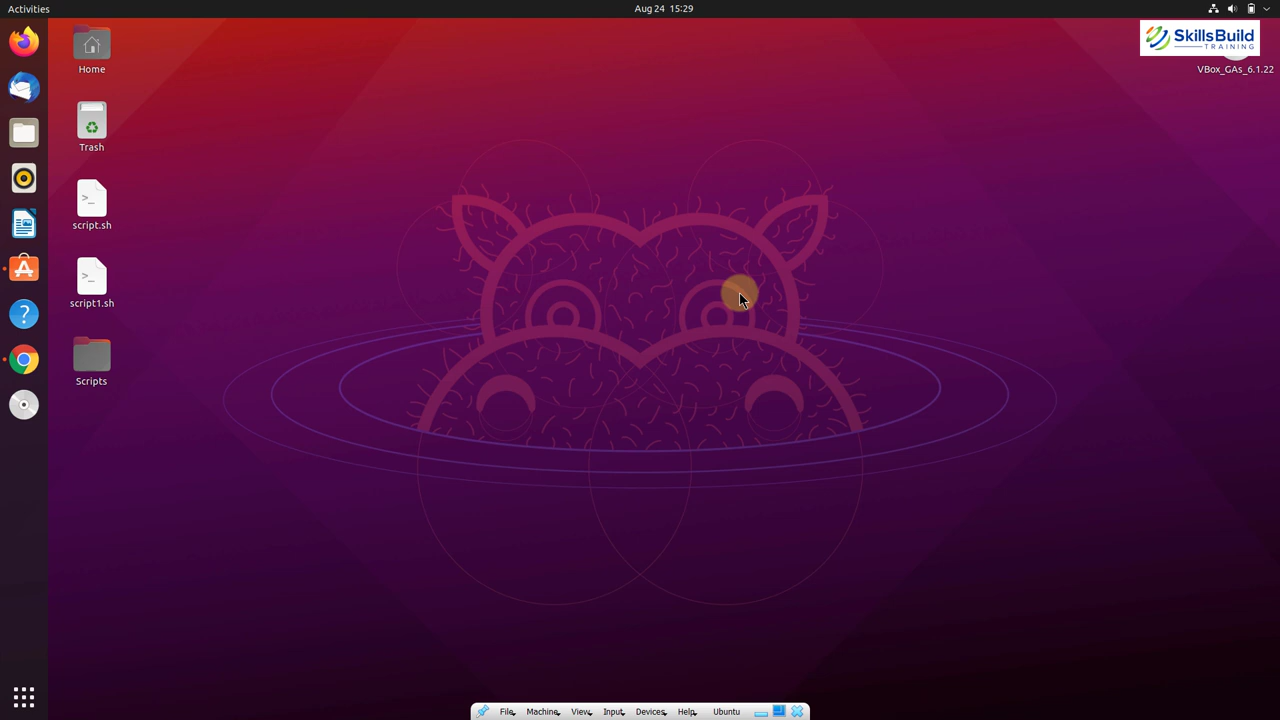 Activities
Aug 24 15:29
Home
Trash
script.sh
script1.sh
Scripts
SkillsBuild
TRAINING
VBox_GAs_6.1.22
File
Machine
View
Input
Devices
Help
Ubuntu